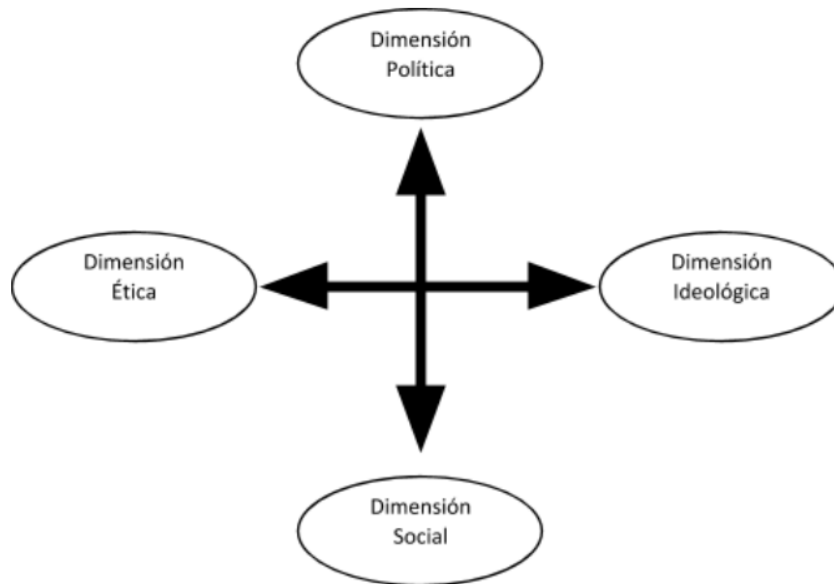 Dimensión
Política
Dimensión
Ética
Dimensión
Ideológica
Dimensión
Social